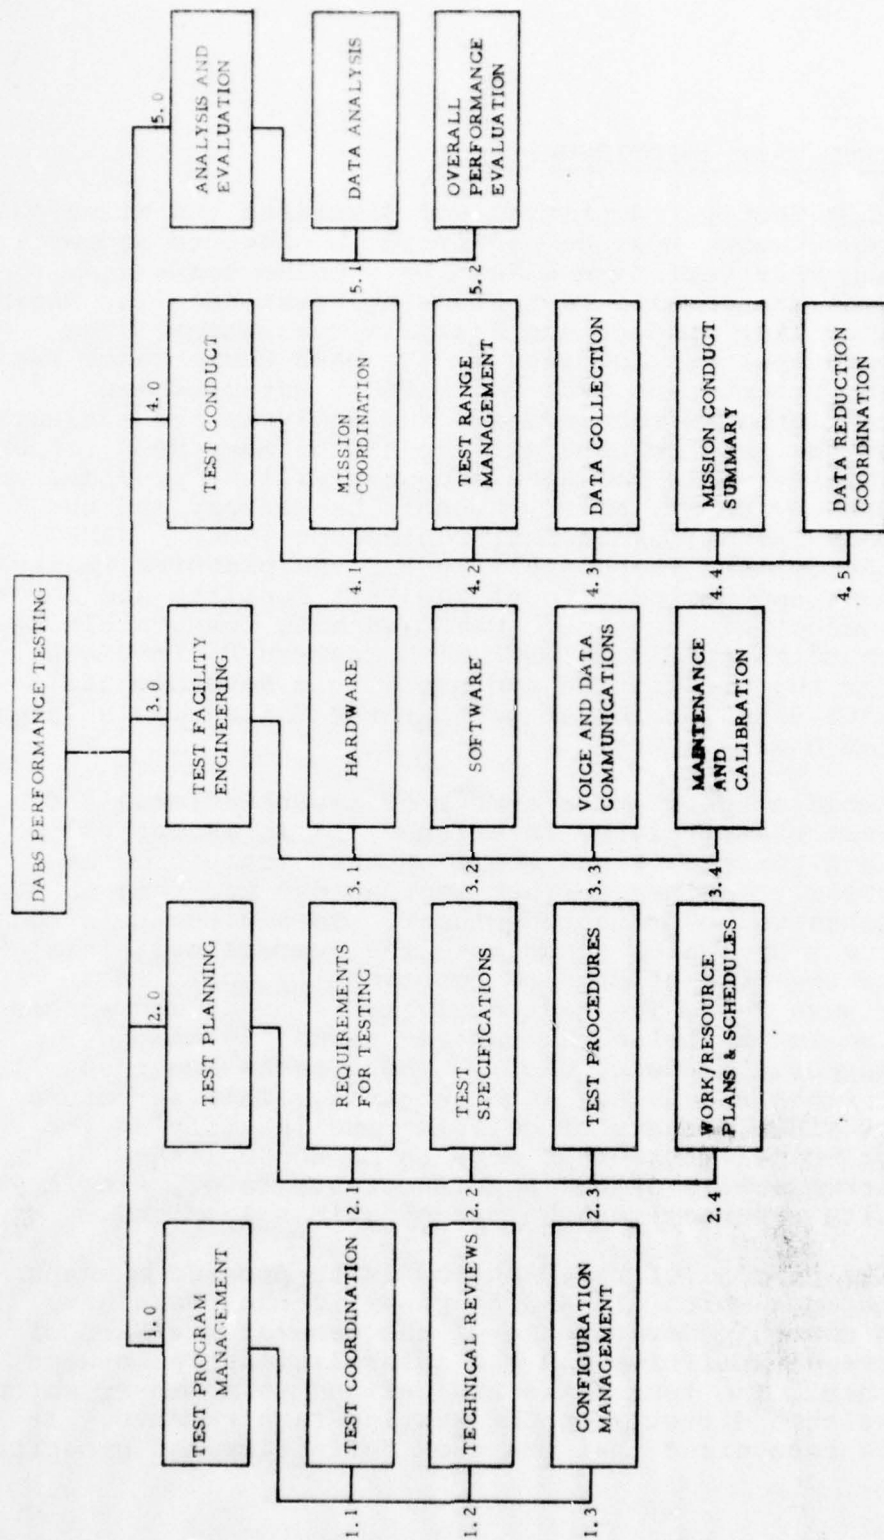 DABS PERFORMANCE TESTING
1.0
TEST PROGRAM
MANAGEMENT
1.1
TEST COORDINATION
1.2
TECHNICAL REVIEWS
1.3
CONFIGURATION
MANAGEMENT
2.0
TEST PLANNING
2.1
REQUIREMENTS
FOR TESTING
2.2
TEST
SPECIFICATIONS
2.3
TEST PROCEDURES
2.4
WORK/RESOURCE
PLANS & SCHEDULES
3.0
TEST FACILITY
ENGINEERING
3.1
HARDWARE
3.2
SOFTWARE
3.3
VOICE AND DATA
COMMUNICATIONS
3.4
MAINTENANCE
AND
CALIBRATION
4.0
TEST CONDUCT
4.1
MISSION
COORDINATION
4.2
TEST RANGE
MANAGEMENT
4.3
DATA COLLECTION
4.4
MISSION CONDUCT
SUMMARY
4.5
DATA REDUCTION
COORDINATION
5.0
ANALYSIS AND
EVALUATION
5.1
DATA ANALYSIS
5.2
OVERALL
PERFORMANCE
EVALUATION